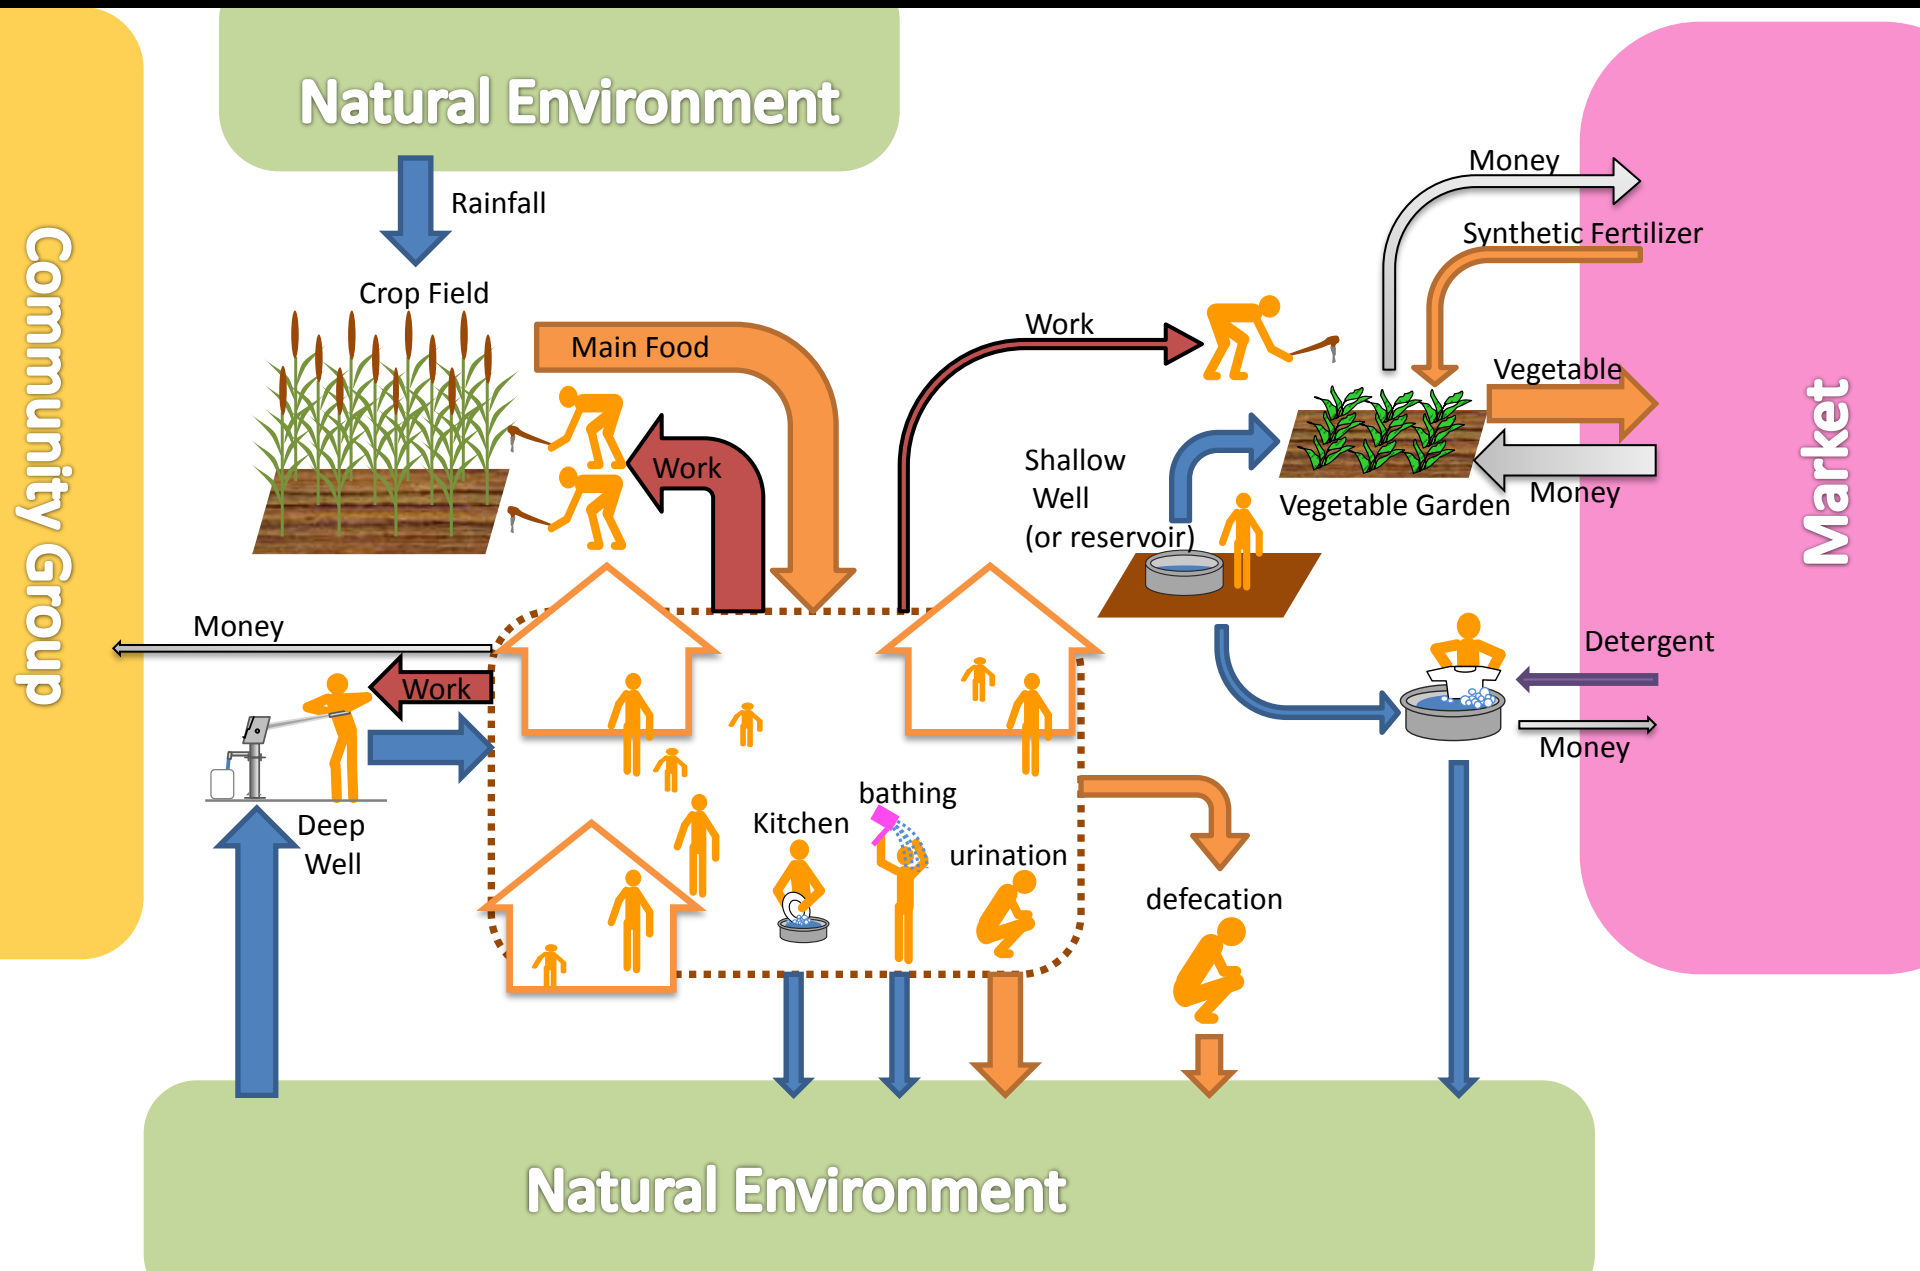 Natural Environment
Community Group
Market
Rainfall
Crop Field
Main Food
Work
Work
Money
Synthetic Fertilizer
Vegetable
Money
Vegetable Garden
Shallow
Well
(or reservoir)
Money
Work
Deep
Well
Detergent
Money
Kitchen
bathing
urination
defecation
Natural Environment